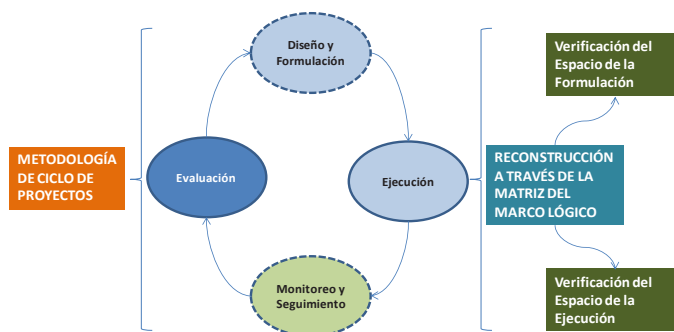 METODOLOGÍA
DE CICLO DE
PROYECTOS
Diseño y
Formulación
Evaluación
Ejecución
Monitoreo y
Seguimiento
RECONSTRUCCIÓN
A TRAVÉS DE LA
MATRIZ DEL
MARCO LÓGICO
Verificación del
Espacio de la
Formulación
Verificación del
Espacio de la
Ejecución